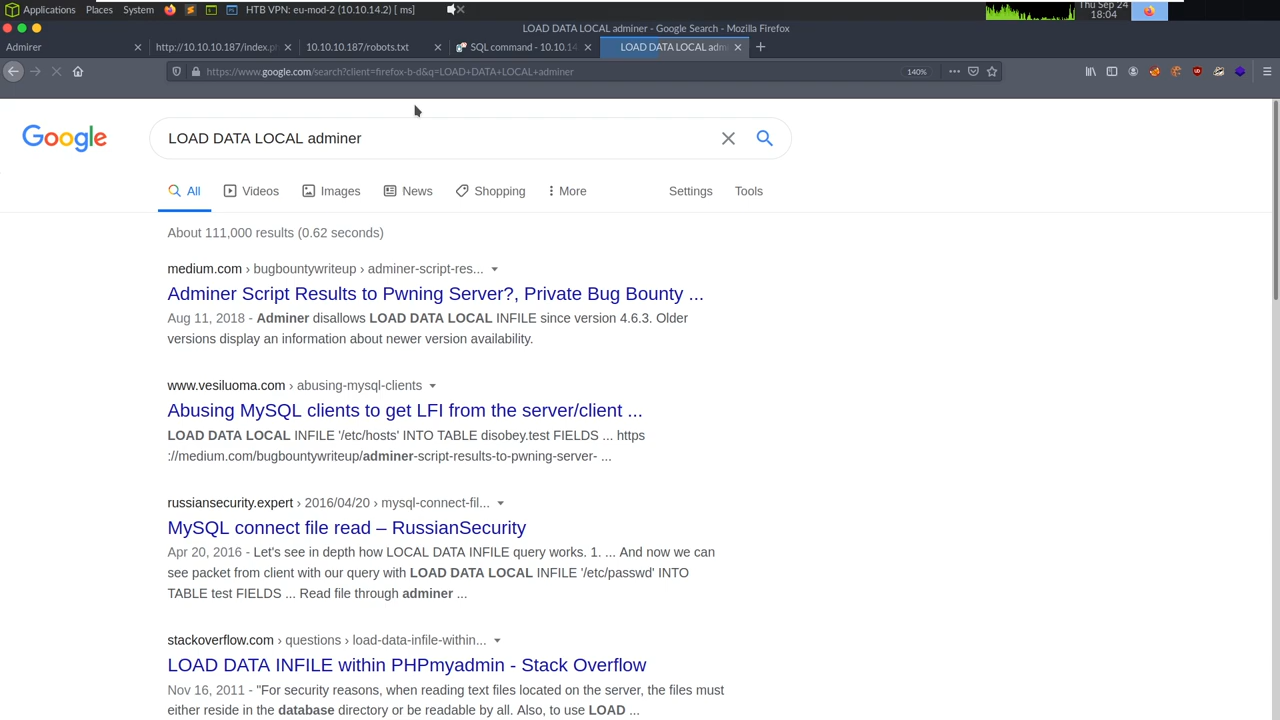 Applications Places System HTB VPN: eu-mod-2 (10.10.14.2) [ ms] Thu Sep 24
18:04
LOAD DATA LOCAL adminer - Google Search - Mozilla Firefox
Admirer http://10.10.10.187/index.p 10.10.10.187/robots.txt SQL command - 10.10.14 LOAD DATA LOCAL adm
https://www.google.com/search?client=firefox-b-d&q=LOAD+DATA+LOCAL+adminer 140%
Google LOAD DATA LOCAL adminer
All Videos Images News Shopping More Settings Tools
About 111,000 results (0.62 seconds)
medium.com › bugbountywriteup › adminer-script-res...
Adminer Script Results to Pwning Server?, Private Bug Bounty ...
Aug 11, 2018 - Adminer disallows LOAD DATA LOCAL INFILE since version 4.6.3. Older
versions display an information about newer version availability.
www.vesiluoma.com › abusing-mysql-clients
Abusing MySQL clients to get LFI from the server/client ...
LOAD DATA LOCAL INFILE '/etc/hosts' INTO TABLE disobey.test FIELDS ... https
://medium.com/bugbountywriteup/adminer-script-results-to-pwning-server- ...
russiansecurity.expert › 2016/04/20 › mysql-connect-fil...
MySQL connect file read – RussianSecurity
Apr 20, 2016 - Let's see in depth how LOCAL DATA INFILE query works. 1. ... And now we can
see packet from client with our query with LOAD DATA LOCAL INFILE '/etc/passwd' INTO
TABLE test FIELDS ... Read file through adminer ...
stackoverflow.com › questions › load-data-infile-within...
LOAD DATA INFILE within PHPmyadmin - Stack Overflow
Nov 16, 2011 - "For security reasons, when reading text files located on the server, the files must
either reside in the database directory or be readable by all. Also, to use LOAD ...